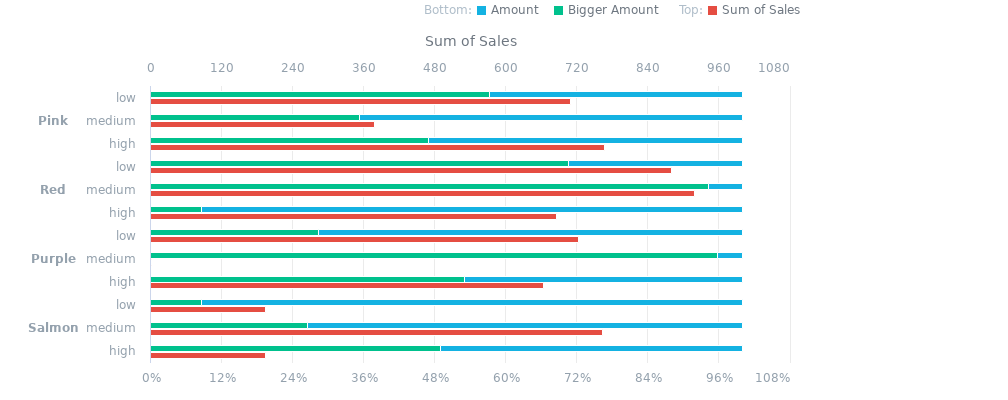 Bottom: Amount Bigger Amount Top: Sum of Sales
Sum of Sales
0 120 240 360 480 600 720 840 960 1080
low
Pink medium
high
low
Red medium
high
low
Purple medium
high
low
Salmon medium
high
0% 12% 24% 36% 48% 60% 72% 84% 96% 108%